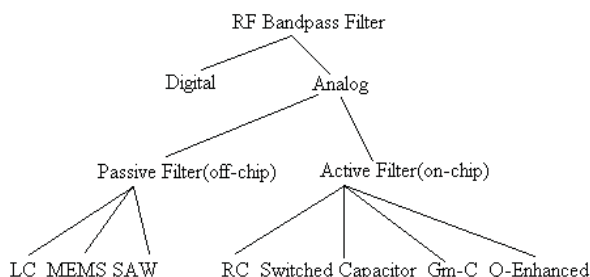 RF Bandpass Filter
Digital Analog
Passive Filter(off-chip) Active Filter(on-chip)
LC MEMS SAW RC Switched Capacitor Gm-C O-Enhanced